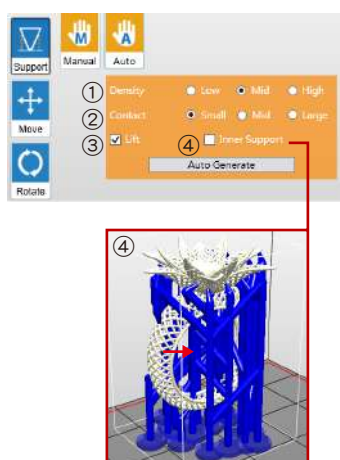 M
A
Support
Manual
Auto
① Density Low Mid High
Move
② Contact Small Mid Large
③ Lift ④ Inner Support
Auto Generate
Rotate
④